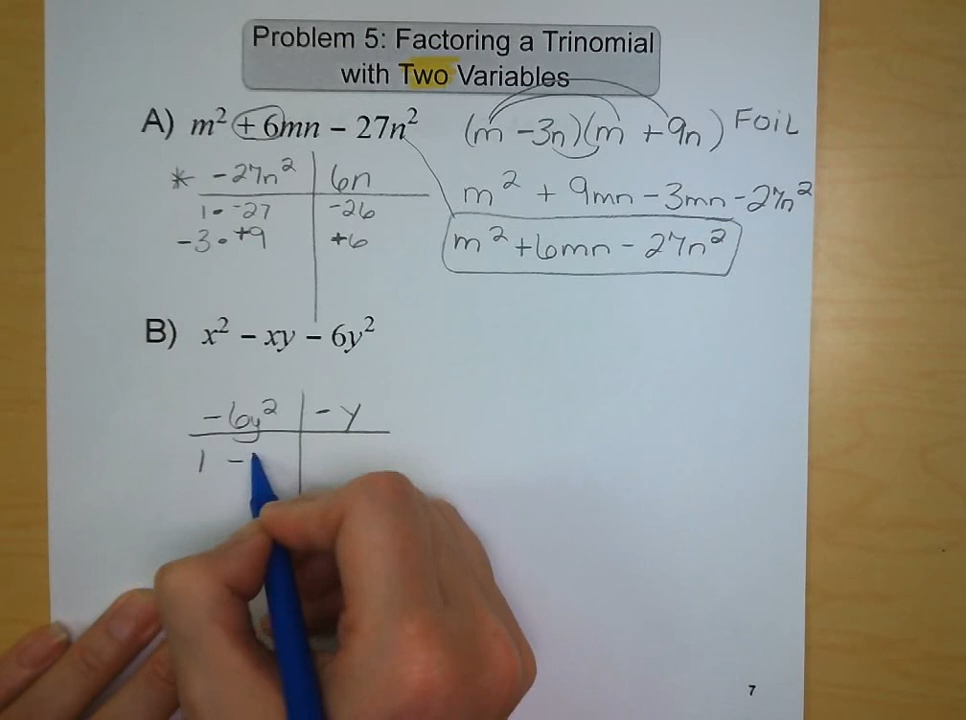 Problem 5: Factoring a Trinomial
with Two Variables
A) m² + 6mn − 27n²
(m − 3n)(m + 9n) FOIL
* −27n² | 6n
1 • −27 | −26
−3 • +9 | +6
m² + 9mn − 3mn − 27n²
m² + 6mn − 27n²
B) x² − xy − 6y²
−6y² | −y
1 −
7